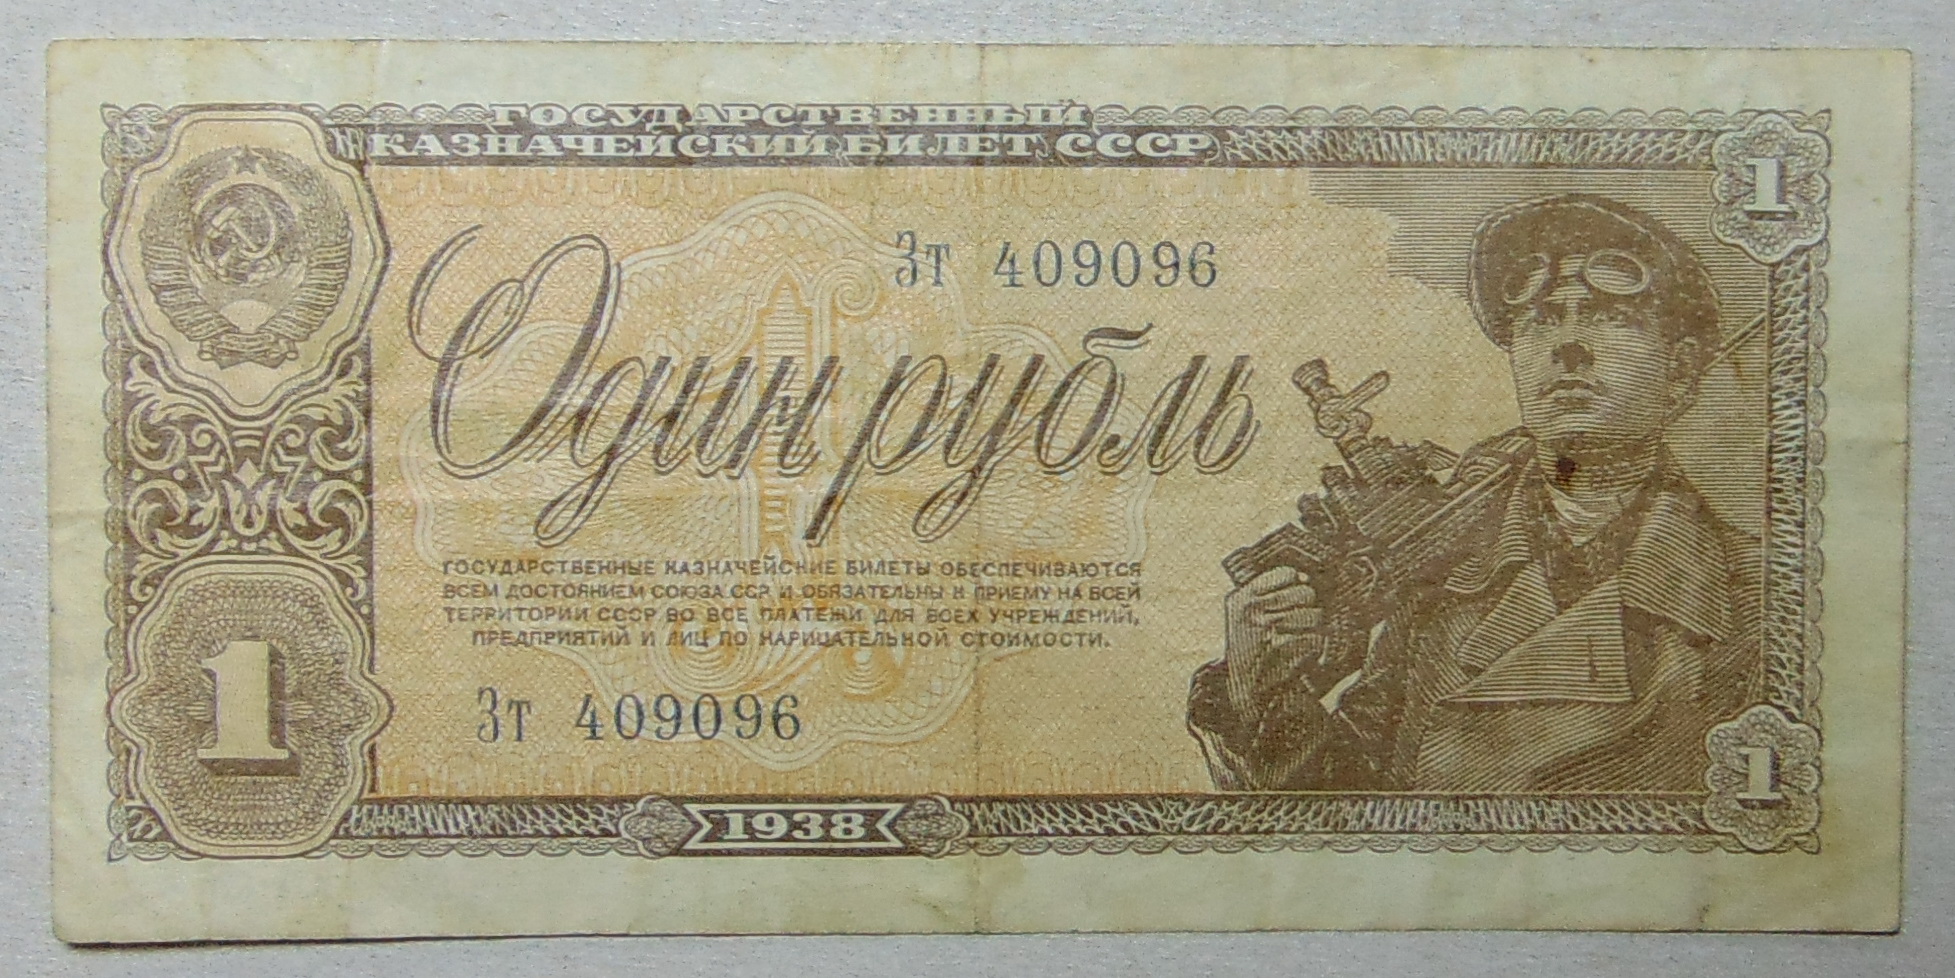 ГОСУДАРСТВЕННЫЙ
КАЗНАЧЕЙСКИЙ БИЛЕТ СССР
1
Зт 409096
Один рубль
ГОСУДАРСТВЕННЫЕ КАЗНАЧЕЙСКИЕ БИЛЕТЫ ОБЕСПЕЧИВАЮТСЯ
ВСЕМ ДОСТОЯНИЕМ СОЮЗА ССР И ОБЯЗАТЕЛЬНЫ К ПРИЕМУ НА ВСЕЙ
ТЕРРИТОРИИ СССР ВО ВСЕ ПЛАТЕЖИ ДЛЯ ВСЕХ УЧРЕЖДЕНИЙ,
ПРЕДПРИЯТИЙ И ЛИЦ ПО НАРИЦАТЕЛЬНОЙ СТОИМОСТИ.
1
Зт 409096
1
1938